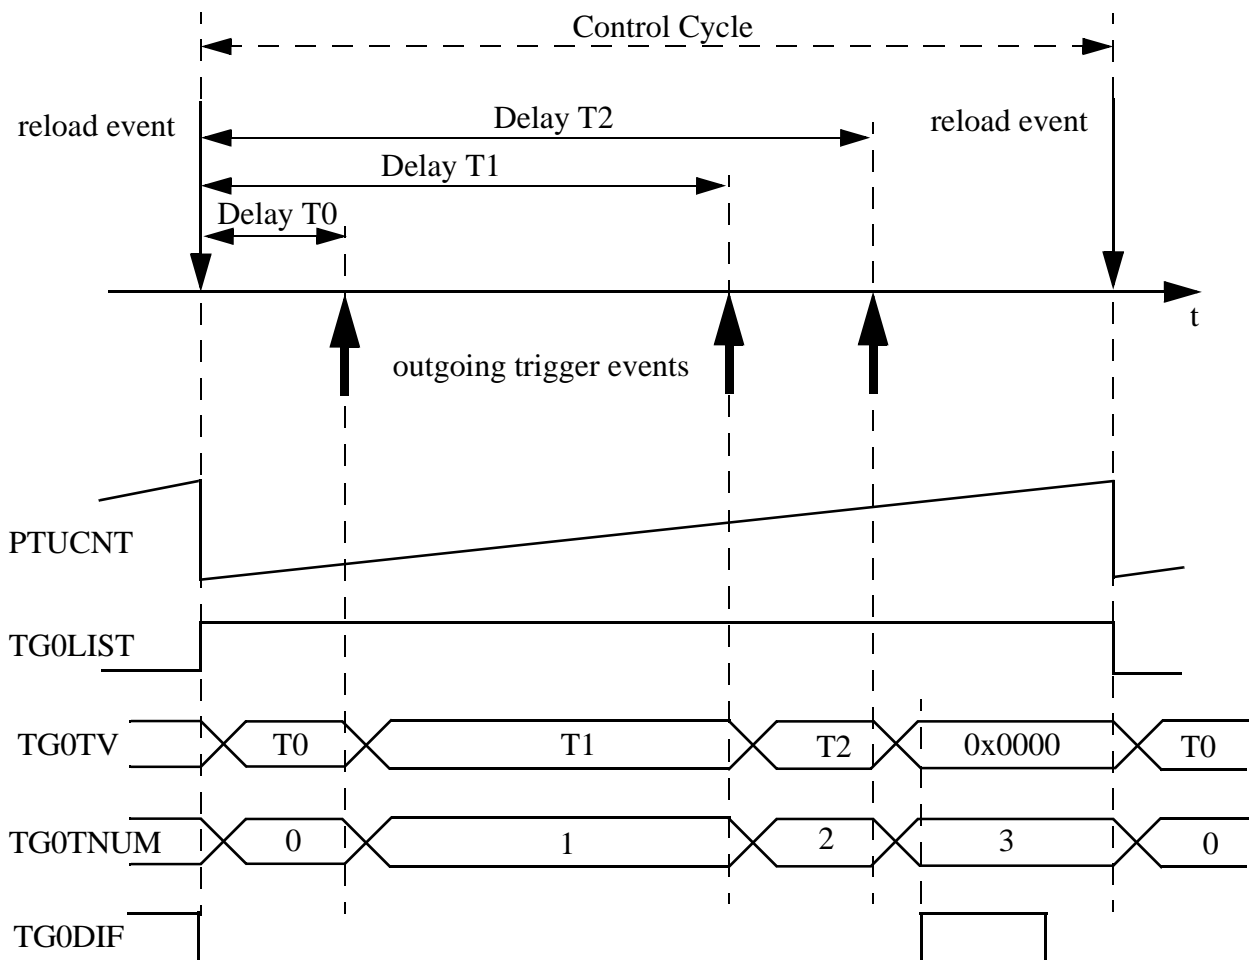 Control Cycle
reload event
Delay T2
reload event
Delay T1
Delay T0
t
outgoing trigger events
PTUCNT
TG0LIST
TG0TV T0 T1 T2 0x0000 T0
TG0TNUM 0 1 2 3 0
TG0DIF